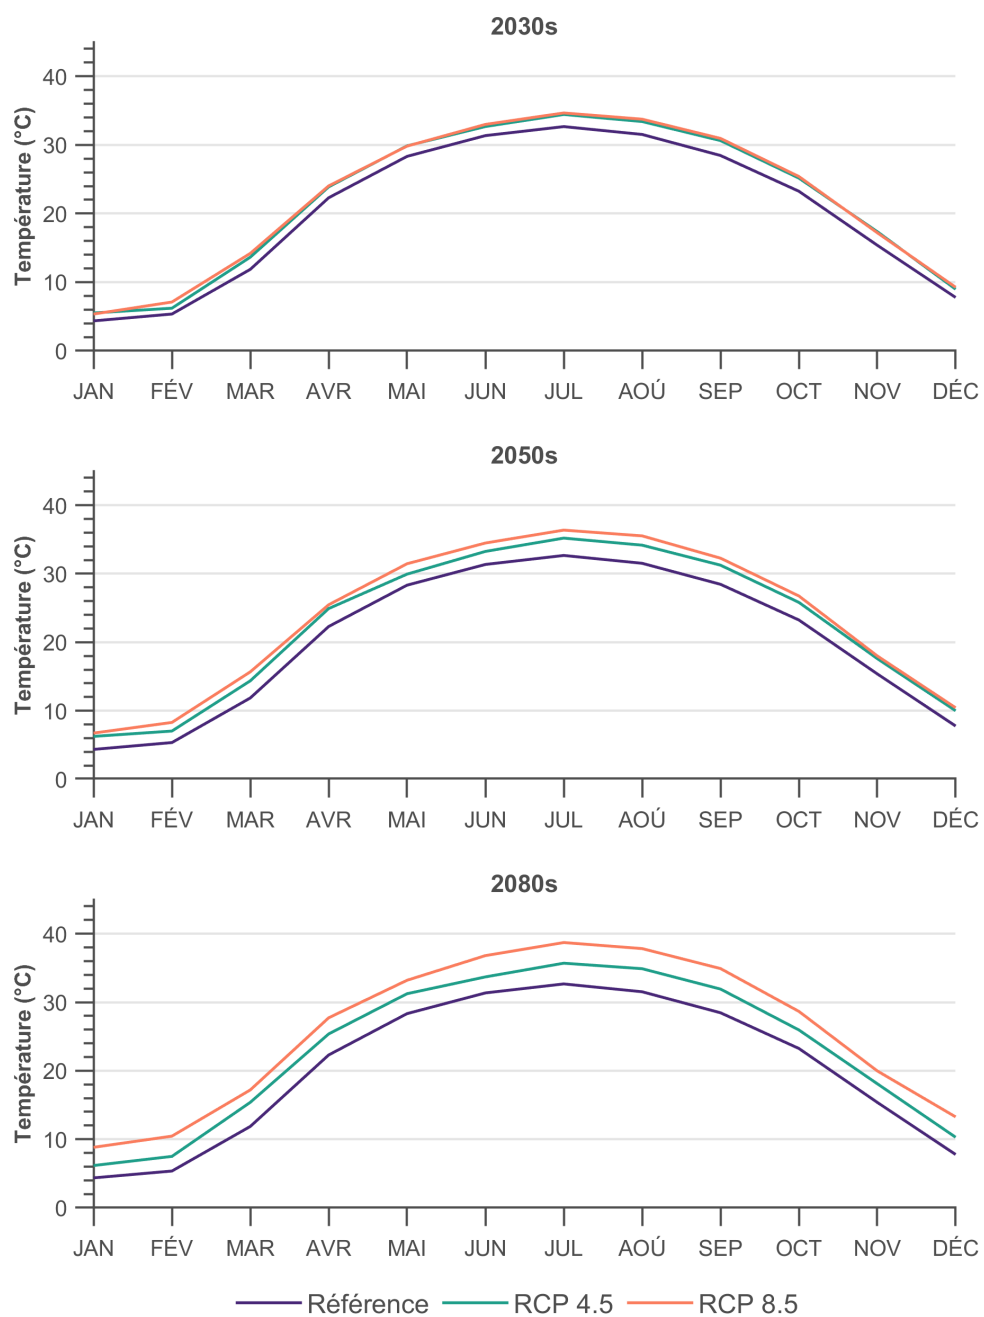 2030s
Température (°C)
40
30
20
10
0
JAN FÉV MAR AVR MAI JUN JUL AOÚ SEP OCT NOV DÉC
2050s
Température (°C)
40
30
20
10
0
JAN FÉV MAR AVR MAI JUN JUL AOÚ SEP OCT NOV DÉC
2080s
Température (°C)
40
30
20
10
0
JAN FÉV MAR AVR MAI JUN JUL AOÚ SEP OCT NOV DÉC
Référence RCP 4.5 RCP 8.5